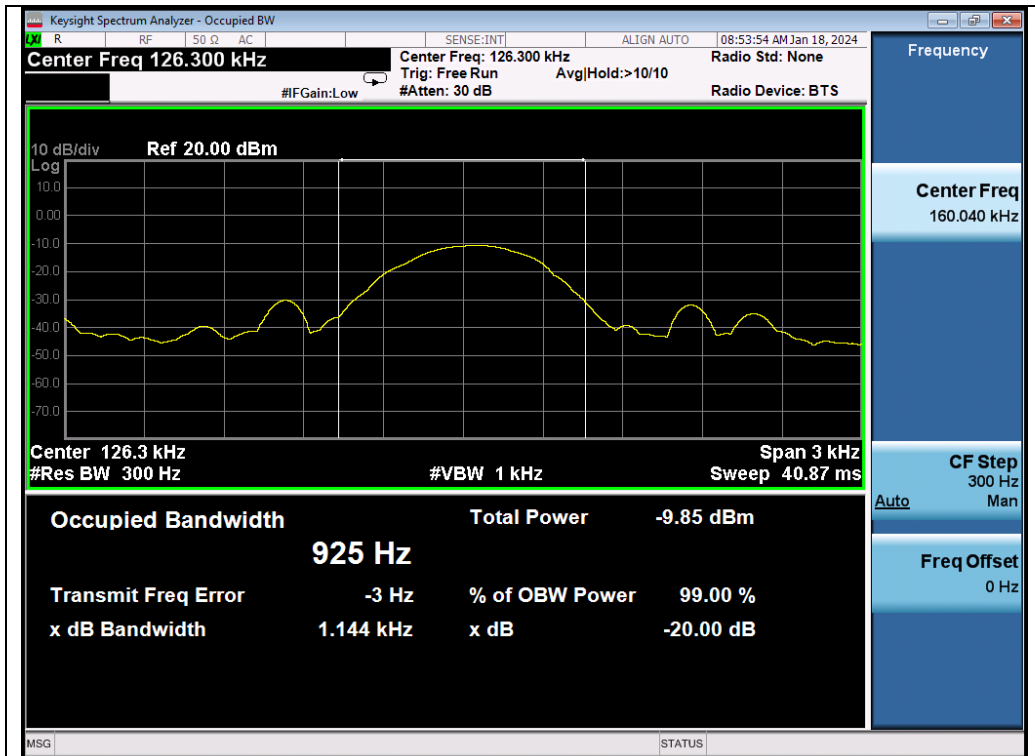 Keysight Spectrum Analyzer - Occupied BW
LXI R RF 50 Ω AC SENSE:INT ALIGN AUTO 08:53:54 AM Jan 18, 2024
Center Freq 126.300 kHz
Center Freq: 126.300 kHz Radio Std: None
Trig: Free Run Avg|Hold:>10/10
#IFGain:Low #Atten: 30 dB Radio Device: BTS
10 dB/div Ref 20.00 dBm
Log
10.0
0.00
-10.0
-20.0
-30.0
-40.0
-50.0
-60.0
-70.0
Center 126.3 kHz Span 3 kHz
#Res BW 300 Hz #VBW 1 kHz Sweep 40.87 ms
Occupied Bandwidth Total Power -9.85 dBm
925 Hz
Transmit Freq Error -3 Hz % of OBW Power 99.00 %
x dB Bandwidth 1.144 kHz x dB -20.00 dB
MSG STATUS
Frequency
Center Freq
160.040 kHz
CF Step
300 Hz
Auto Man
Freq Offset
0 Hz